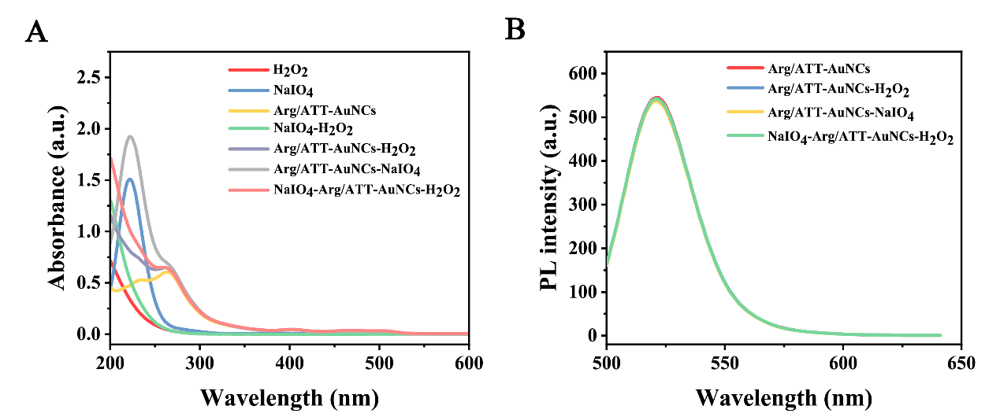 A
Absorbance (a.u.)
2.5
2.0
1.5
1.0
0.5
0.0
200
300
400
500
600
Wavelength (nm)
H2O2
NaIO4
Arg/ATT-AuNCs
NaIO4-H2O2
Arg/ATT-AuNCs-H2O2
Arg/ATT-AuNCs-NaIO4
NaIO4-Arg/ATT-AuNCs-H2O2
B
PL intensity (a.u.)
600
500
400
300
200
100
0
500
550
600
650
Wavelength (nm)
Arg/ATT-AuNCs
Arg/ATT-AuNCs-H2O2
Arg/ATT-AuNCs-NaIO4
NaIO4-Arg/ATT-AuNCs-H2O2